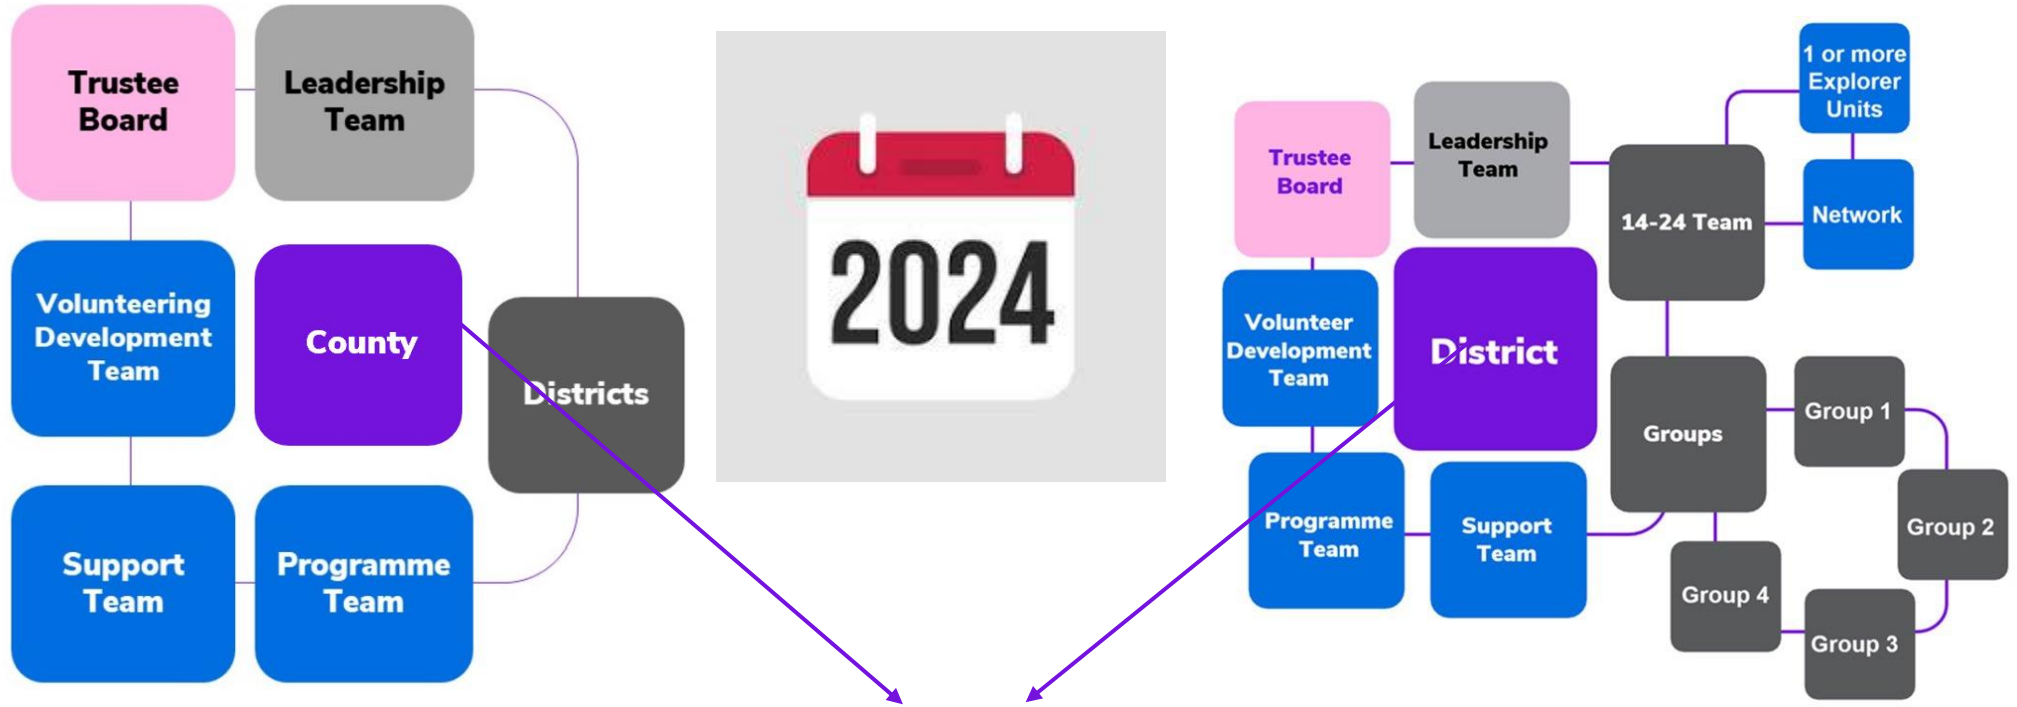 Trustee
Board
Leadership
Team
Volunteering
Development
Team
County
Districts
Support
Team
Programme
Team
2024
Trustee
Board
Leadership
Team
14-24 Team
1 or more
Explorer
Units
Network
Volunteer
Development
Team
District
Groups
Group 1
Group 2
Programme
Team
Support
Team
Group 4
Group 3